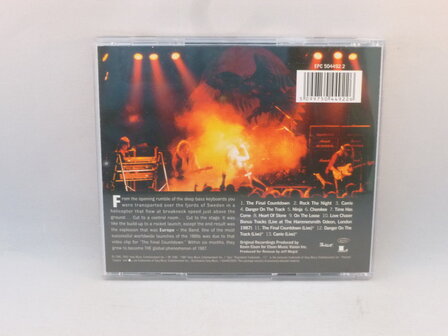 EPC 504492 2
5 099750 449226
From the opening rumble of the deep bass keyboards you
were transported over the fjords of Sweden in a
helicopter that flew at breakneck speed just above the
ground. Cut to a control room... Cut to the stage. It was
like the build-up to a space rocket launch and the result was
the explosion that was Europe - the Band. One of the most
successful worldwide launches of the 1980s was due to that
video clip for 'The Final Countdown'. Within six months, they
grew to become THE global phenomenon of 1987.
1. The Final Countdown 2. Rock The Night 3. Carrie
4. Danger On The Track 5. Ninja 6. Cherokee 7. Time Has
Come 8. Heart Of Stone 9. On The Loose 10. Love Chaser
Bonus Tracks (Live at the Hammersmith Odeon, London
1987) 11. The Final Countdown (Live) 12. Danger On The
Track (Live) 13. Carrie (Live)
Original Recordings Produced by
Kevin Elson for Elson Music Vision Inc.